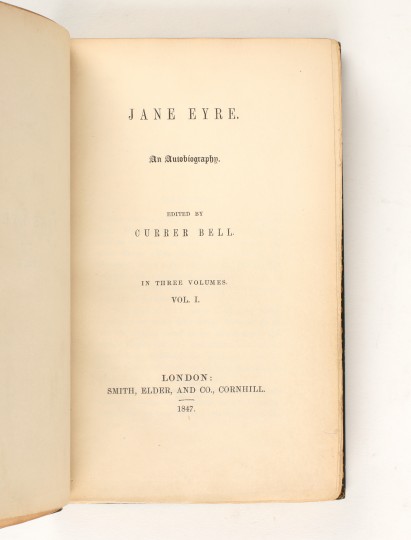 JANE EYRE.
An Autobiography.
EDITED BY
CURRER BELL.
IN THREE VOLUMES.
VOL. I.
LONDON:
SMITH, ELDER, AND CO., CORNHILL.
1847.